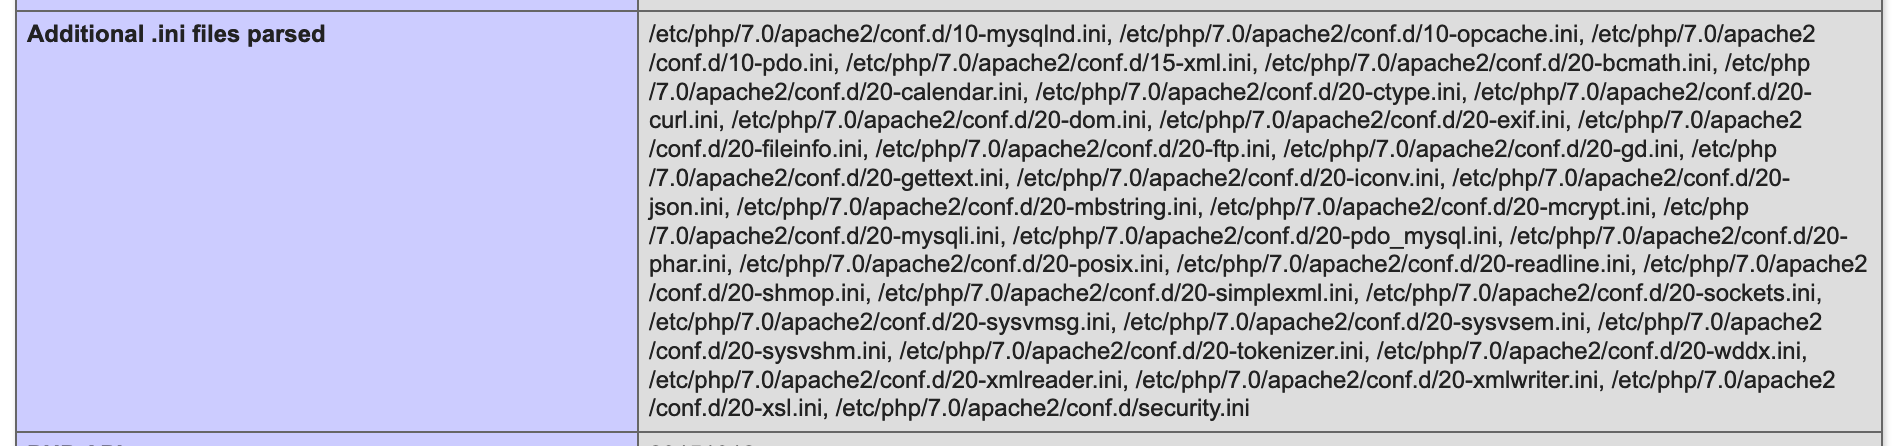 Additional .ini files parsed
/etc/php/7.0/apache2/conf.d/10-mysqlnd.ini, /etc/php/7.0/apache2/conf.d/10-opcache.ini, /etc/php/7.0/apache2
/conf.d/10-pdo.ini, /etc/php/7.0/apache2/conf.d/15-xml.ini, /etc/php/7.0/apache2/conf.d/20-bcmath.ini, /etc/php
/7.0/apache2/conf.d/20-calendar.ini, /etc/php/7.0/apache2/conf.d/20-ctype.ini, /etc/php/7.0/apache2/conf.d/20-
curl.ini, /etc/php/7.0/apache2/conf.d/20-dom.ini, /etc/php/7.0/apache2/conf.d/20-exif.ini, /etc/php/7.0/apache2
/conf.d/20-fileinfo.ini, /etc/php/7.0/apache2/conf.d/20-ftp.ini, /etc/php/7.0/apache2/conf.d/20-gd.ini, /etc/php
/7.0/apache2/conf.d/20-gettext.ini, /etc/php/7.0/apache2/conf.d/20-iconv.ini, /etc/php/7.0/apache2/conf.d/20-
json.ini, /etc/php/7.0/apache2/conf.d/20-mbstring.ini, /etc/php/7.0/apache2/conf.d/20-mcrypt.ini, /etc/php
/7.0/apache2/conf.d/20-mysqli.ini, /etc/php/7.0/apache2/conf.d/20-pdo_mysql.ini, /etc/php/7.0/apache2/conf.d/20-
phar.ini, /etc/php/7.0/apache2/conf.d/20-posix.ini, /etc/php/7.0/apache2/conf.d/20-readline.ini, /etc/php/7.0/apache2
/conf.d/20-shmop.ini, /etc/php/7.0/apache2/conf.d/20-simplexml.ini, /etc/php/7.0/apache2/conf.d/20-sockets.ini,
/etc/php/7.0/apache2/conf.d/20-sysvmsg.ini, /etc/php/7.0/apache2/conf.d/20-sysvsem.ini, /etc/php/7.0/apache2
/conf.d/20-sysvshm.ini, /etc/php/7.0/apache2/conf.d/20-tokenizer.ini, /etc/php/7.0/apache2/conf.d/20-wddx.ini,
/etc/php/7.0/apache2/conf.d/20-xmlreader.ini, /etc/php/7.0/apache2/conf.d/20-xmlwriter.ini, /etc/php/7.0/apache2
/conf.d/20-xsl.ini, /etc/php/7.0/apache2/conf.d/security.ini